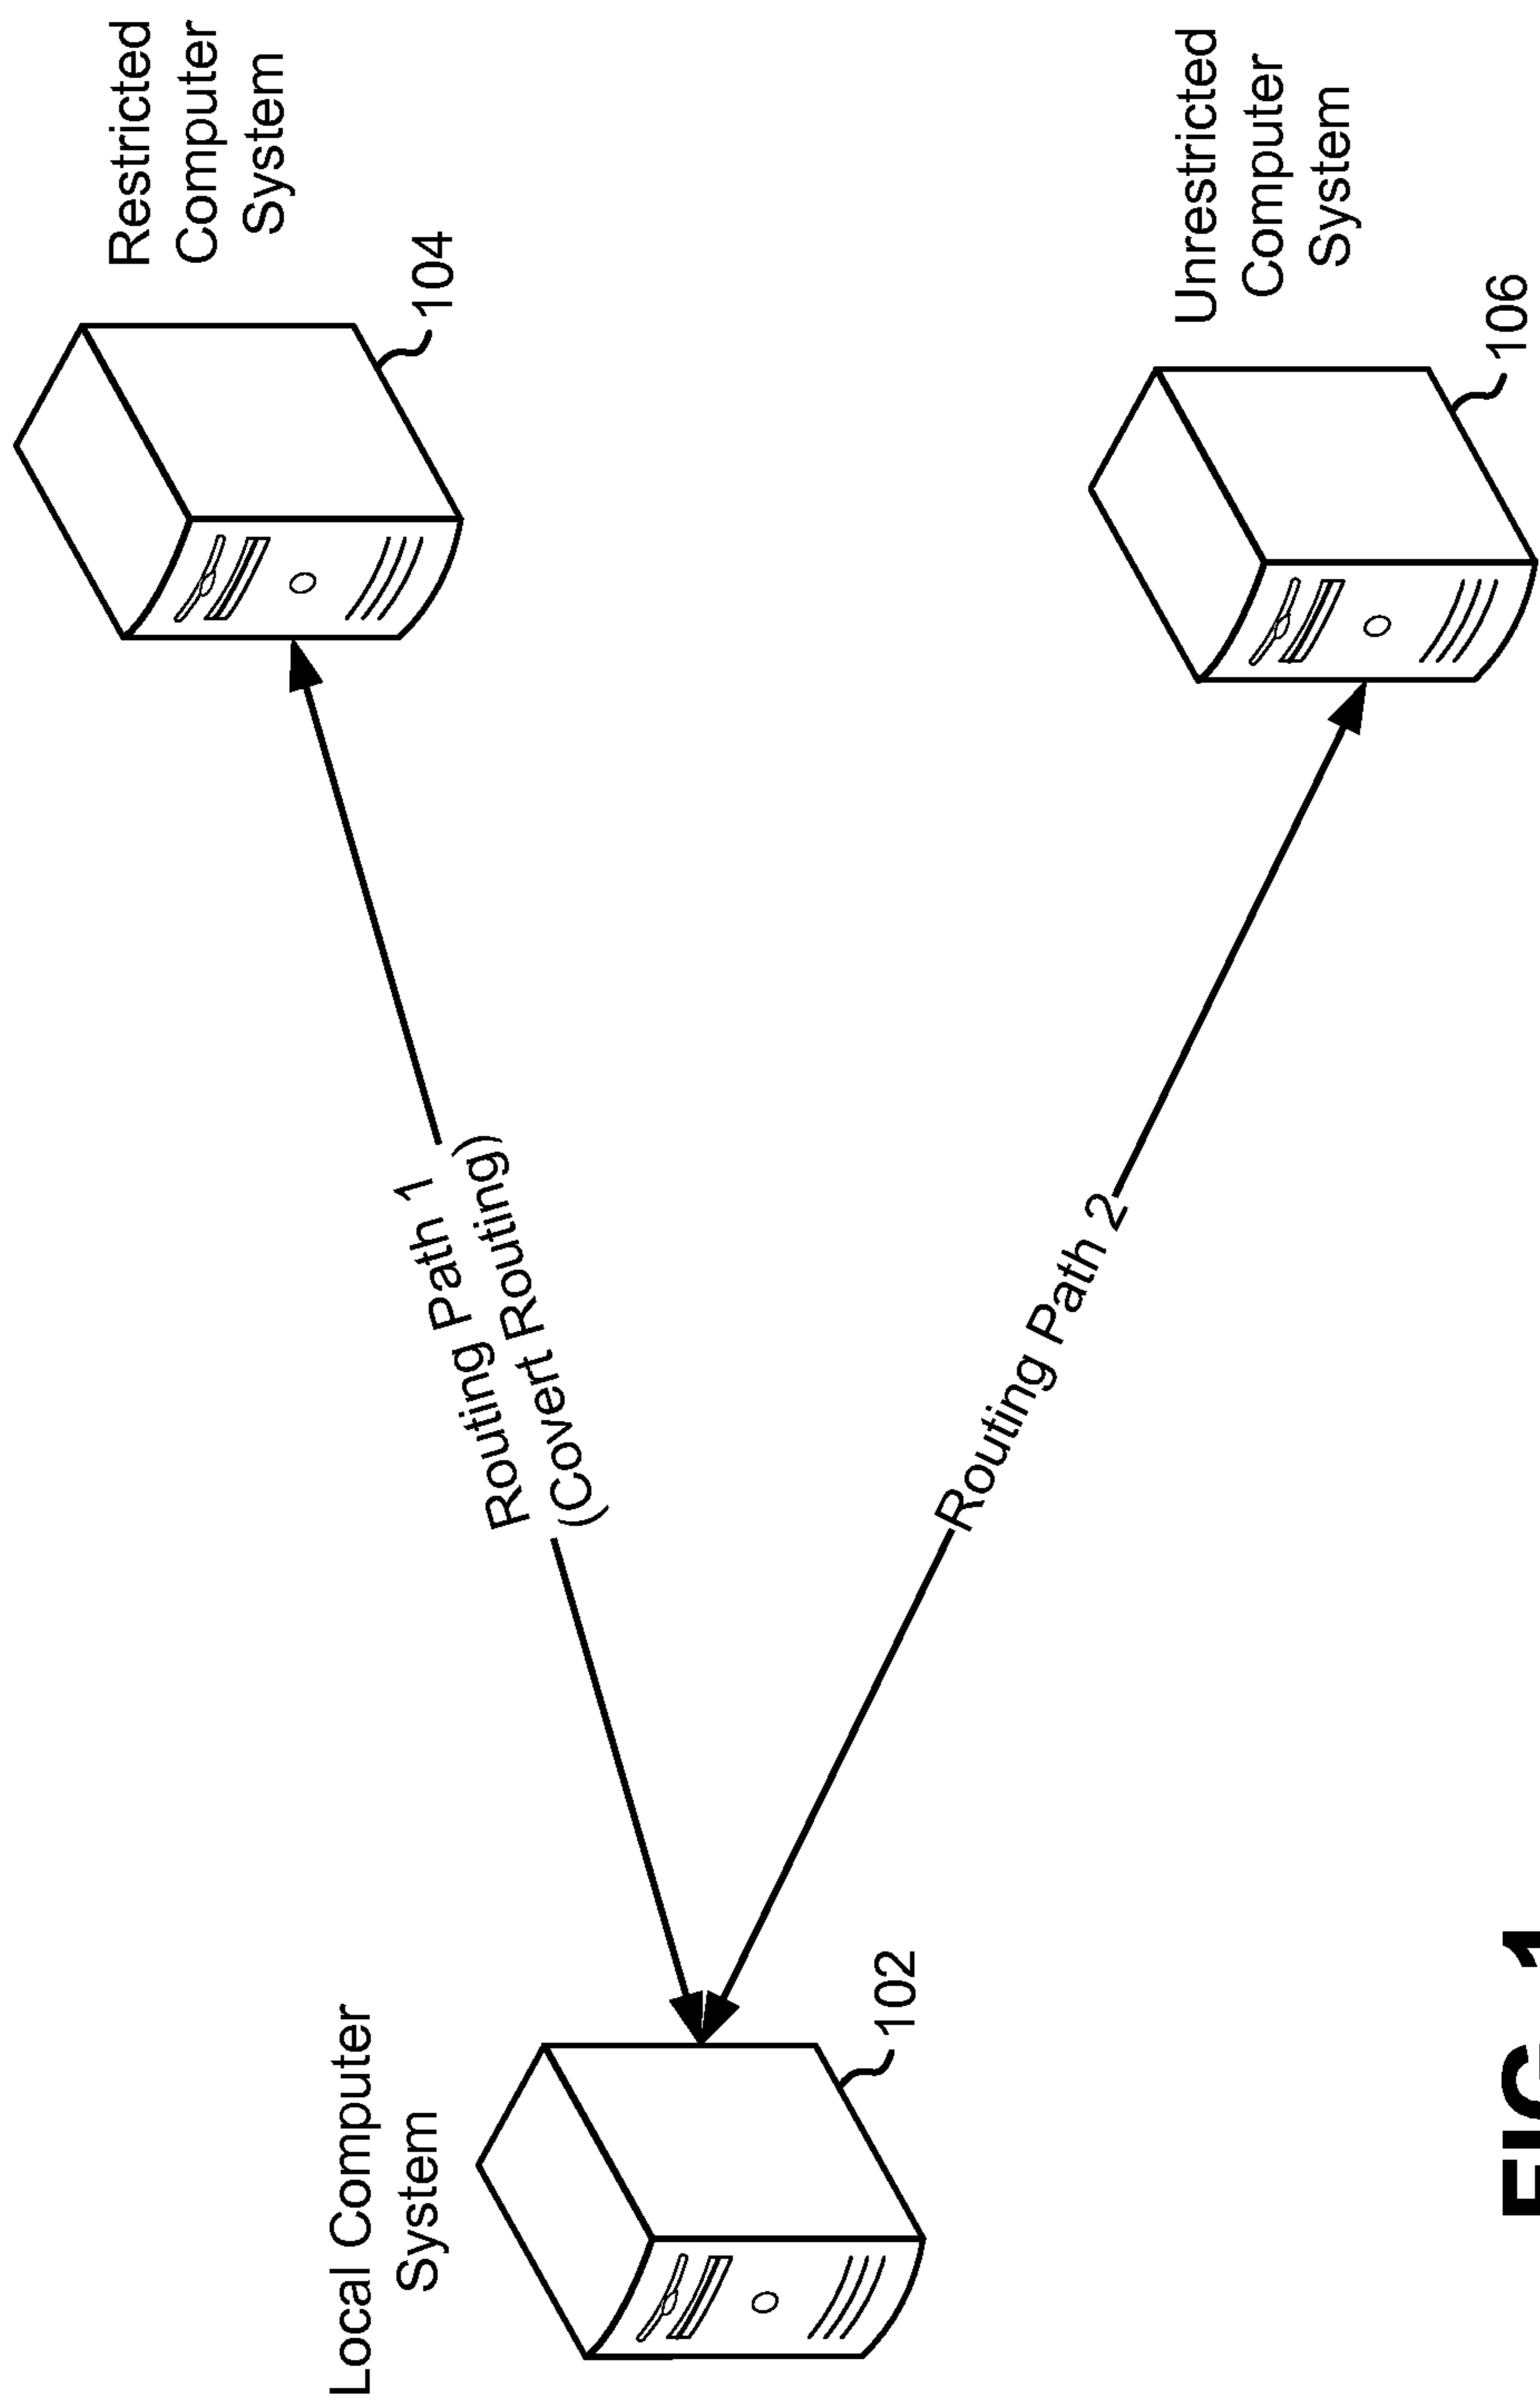 Restricted
Computer
System
104
Local Computer
System
Routing Path 1
(Covert Routing)
102
Routing Path 2
Unrestricted
Computer
System
106
FIG. 1